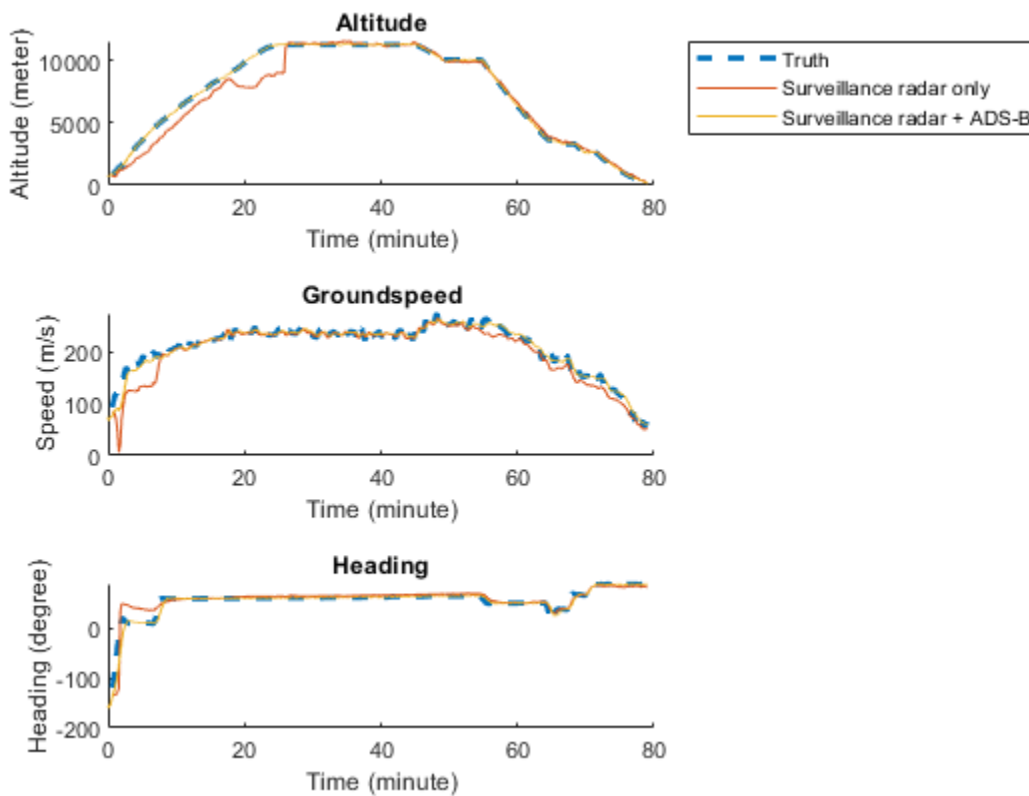 Altitude
10000
5000
0
Altitude (meter)
0 20 40 60 80
Time (minute)
Truth
Surveillance radar only
Surveillance radar + ADS-B
Groundspeed
200
100
0
Speed (m/s)
0 20 40 60 80
Time (minute)
Heading
0
-100
-200
Heading (degree)
0 20 40 60 80
Time (minute)